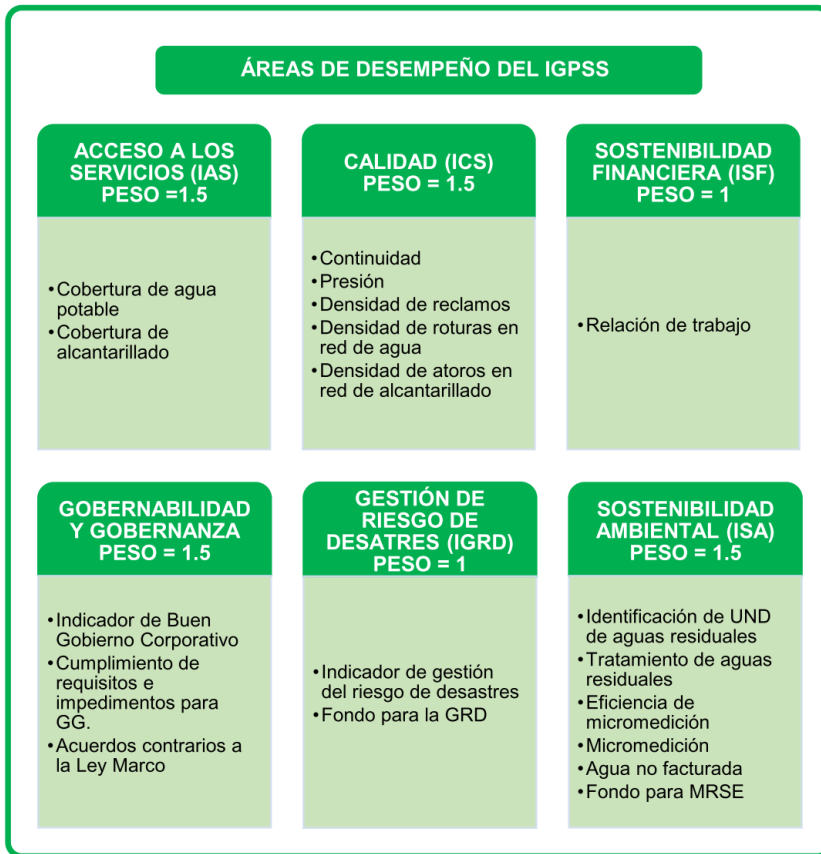 ÁREAS DE DESEMPEÑO DEL IGPSS
ACCESO A LOS
SERVICIOS (IAS)
PESO =1.5
•Cobertura de agua
potable
•Cobertura de
alcantarillado
CALIDAD (ICS)
PESO = 1.5
•Continuidad
•Presión
•Densidad de reclamos
•Densidad de roturas en
red de agua
•Densidad de atoros en
red de alcantarillado
SOSTENIBILIDAD
FINANCIERA (ISF)
PESO = 1
•Relación de trabajo
GOBERNABILIDAD
Y GOBERNANZA
PESO = 1.5
•Indicador de Buen
Gobierno Corporativo
•Cumplimiento de
requisitos e
impedimentos para
GG.
•Acuerdos contrarios a
la Ley Marco
GESTIÓN DE
RIESGO DE
DESATRES (IGRD)
PESO = 1
•Indicador de gestión
del riesgo de desastres
•Fondo para la GRD
SOSTENIBILIDAD
AMBIENTAL (ISA)
PESO = 1.5
•Identificación de UND
de aguas residuales
•Tratamiento de aguas
residuales
•Eficiencia de
micromedición
•Micromedición
•Agua no facturada
•Fondo para MRSE